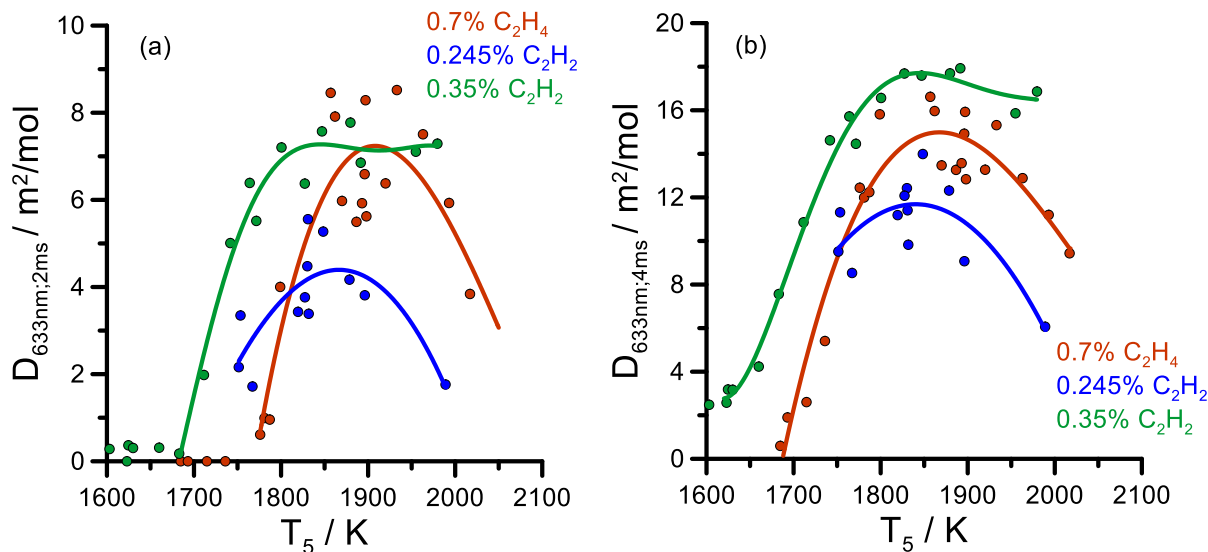 (a)
0.7% C₂H₄
0.245% C₂H₂
0.35% C₂H₂
10
8
6
4
2
0
1600 1700 1800 1900 2000 2100
T₅ / K
D₆₃₃ₙₘ;₂ₘₛ / m²/mol
(b)
20
16
12
8
4
0
0.7% C₂H₄
0.245% C₂H₂
0.35% C₂H₂
1600 1700 1800 1900 2000 2100
T₅ / K
D₆₃₃ₙₘ;₄ₘₛ / m²/mol